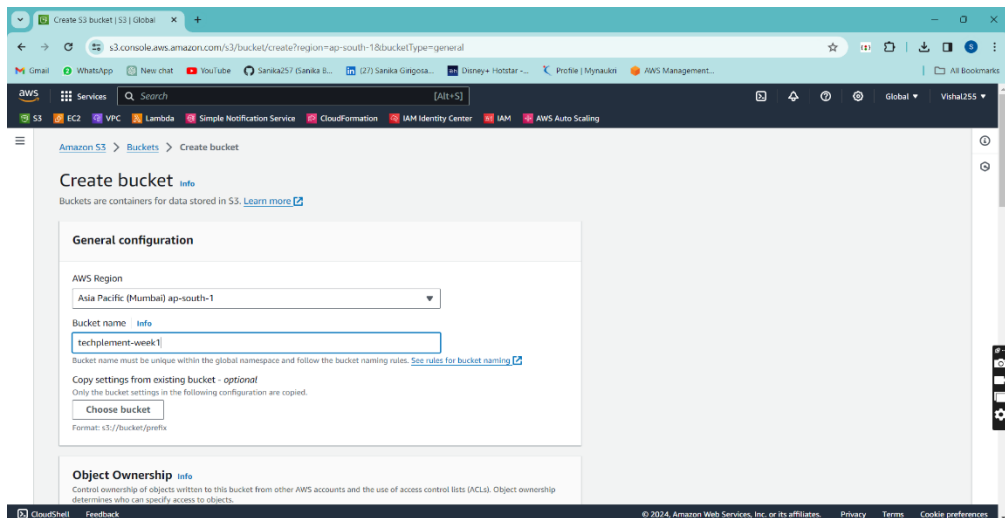 Create S3 bucket | S3 | Global
s3.console.aws.amazon.com/s3/bucket/create?region=ap-south-1&bucketType=general
Gmail WhatsApp New chat YouTube Sanika257 (Sanika B... (27) Sanika Girigosa... Disney+ Hotstar -... Profile | Mynaukri AWS Management... All Bookmarks
aws Services Search [Alt+S] Global Vishal255
S3 EC2 VPC Lambda Simple Notification Service CloudFormation IAM Identity Center IAM AWS Auto Scaling
Amazon S3 > Buckets > Create bucket
Create bucket Info
Buckets are containers for data stored in S3. Learn more
General configuration
AWS Region
Asia Pacific (Mumbai) ap-south-1
Bucket name Info
techplement-week1
Bucket name must be unique within the global namespace and follow the bucket naming rules. See rules for bucket naming
Copy settings from existing bucket - optional
Only the bucket settings in the following configuration are copied.
Choose bucket
Format: s3://bucket/prefix
Object Ownership Info
Control ownership of objects written to this bucket from other AWS accounts and the use of access control lists (ACLs). Object ownership
determines who can specify access to objects.
CloudShell Feedback © 2024, Amazon Web Services, Inc. or its affiliates. Privacy Terms Cookie preferences